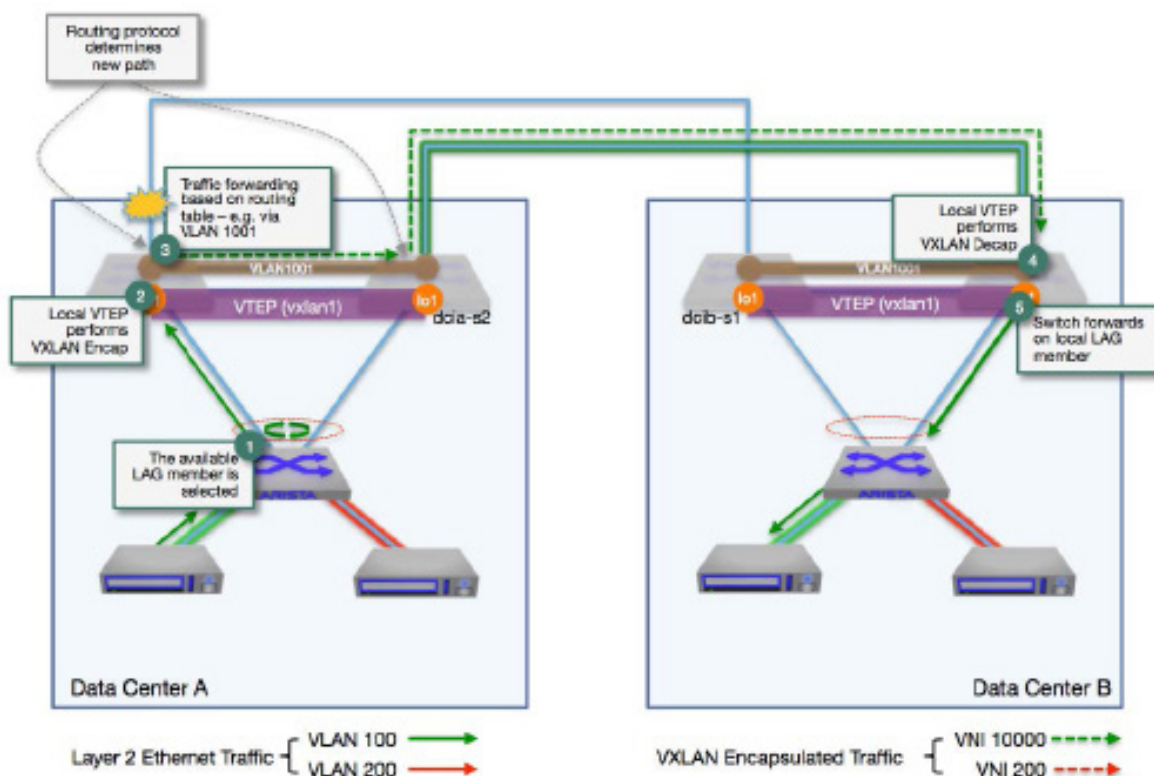 Routing protocol
determines
new path
Traffic forwarding
based on routing
table – e.g. via
VLAN 1001
3
VLAN1001
2
VTEP (vxlan1)
lo1
dcia-s2
Local VTEP
performs
VXLAN Encap
1
The available
LAG member is
selected
ARISTA
Data Center A
Local VTEP
performs
VXLAN Decap
4
VLAN1001
lo1
VTEP (vxlan1)
dcib-s1
5
Switch forwards
on local LAG
member
ARISTA
Data Center B
Layer 2 Ethernet Traffic
VLAN 100
VLAN 200
VXLAN Encapsulated Traffic
VNI 10000
VNI 200